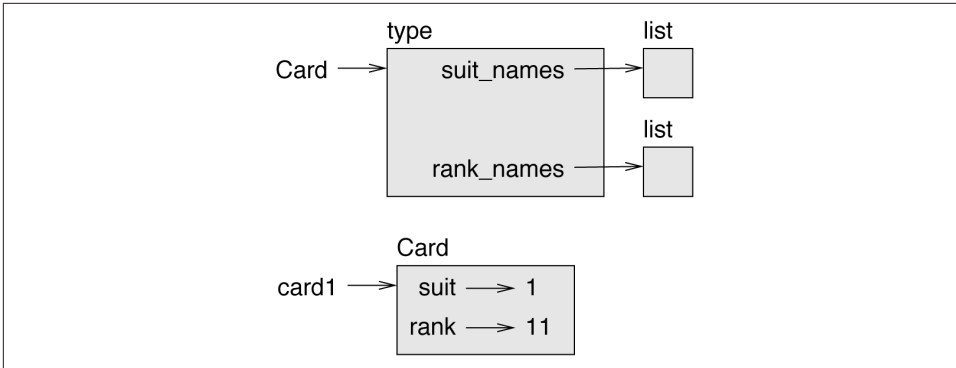 type
list
Card
suit_names
list
rank_names
Card
card1
suit
1
rank
11